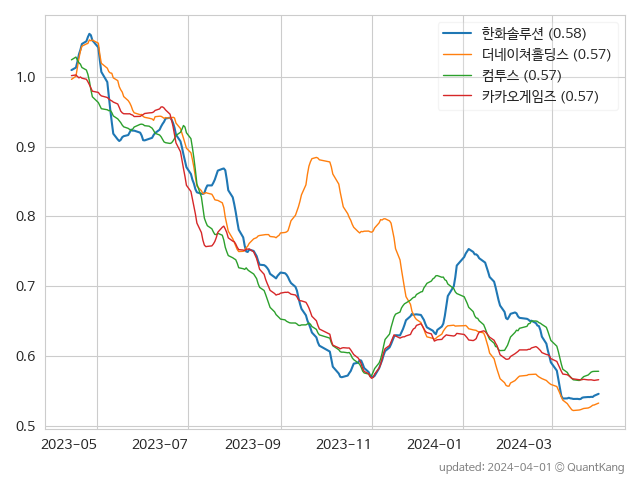 한화솔루션 (0.58)
더네이쳐홀딩스 (0.57)
컴투스 (0.57)
카카오게임즈 (0.57)
1.0
0.9
0.8
0.7
0.6
0.5
2023-05 2023-07 2023-09 2023-11 2024-01 2024-03
updated: 2024-04-01 © QuantKang